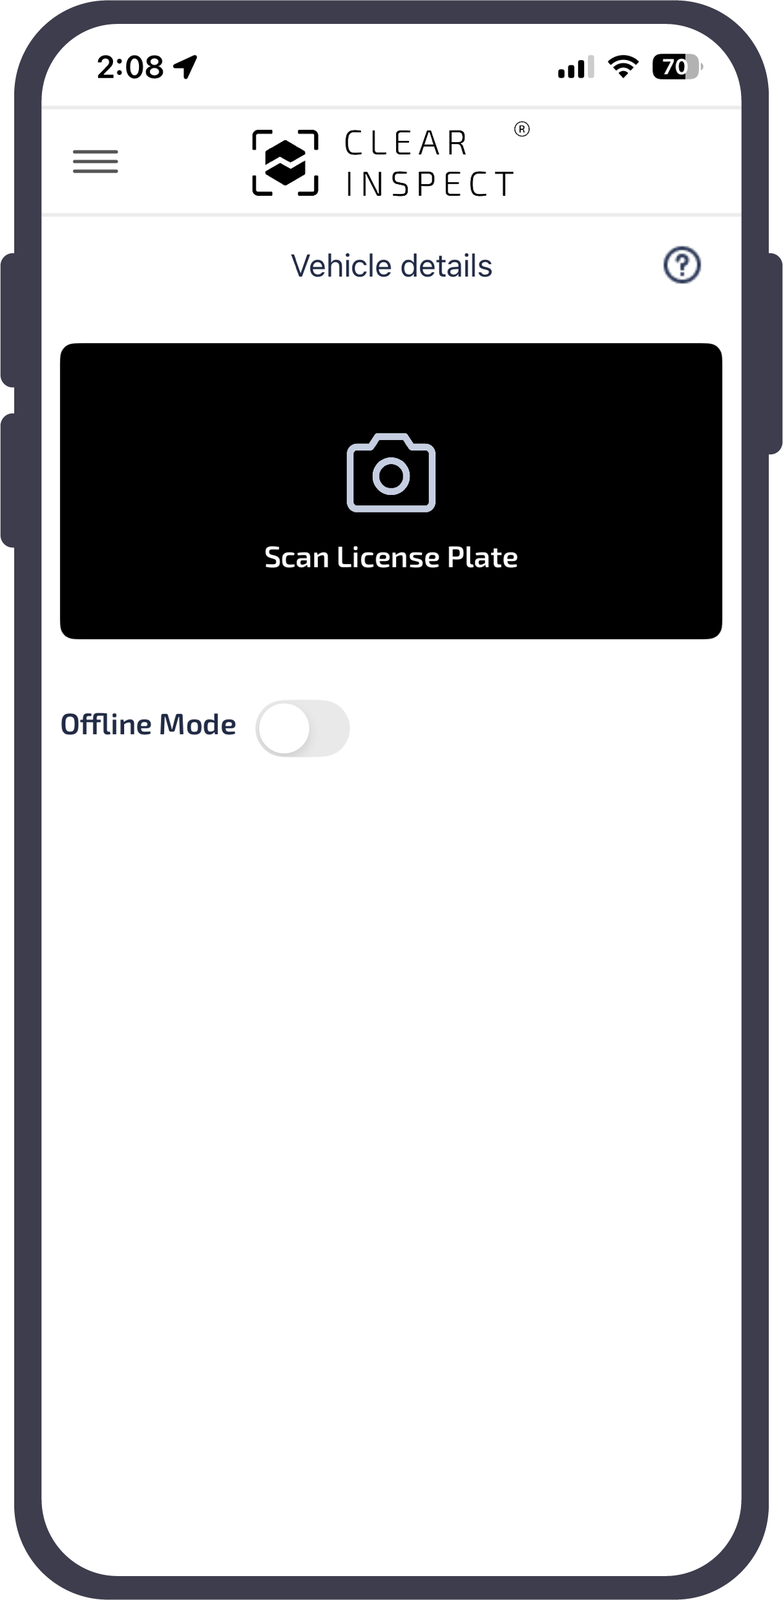 2:08
70
CLEAR ®
INSPECT
Vehicle details
Scan License Plate
Offline Mode